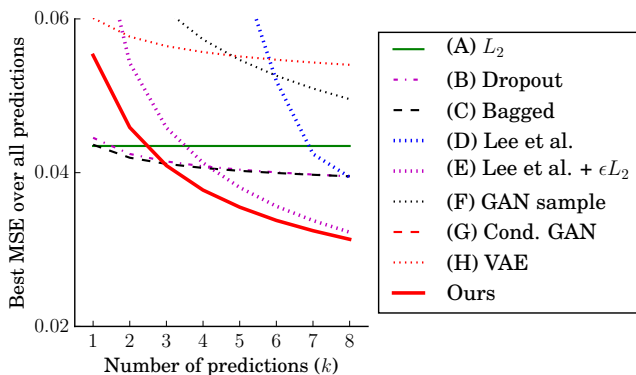 0.06
0.04
0.02
Best MSE over all predictions
1 2 3 4 5 6 7 8
Number of predictions (k)
(A) L₂
(B) Dropout
(C) Bagged
(D) Lee et al.
(E) Lee et al. + ϵL₂
(F) GAN sample
(G) Cond. GAN
(H) VAE
Ours